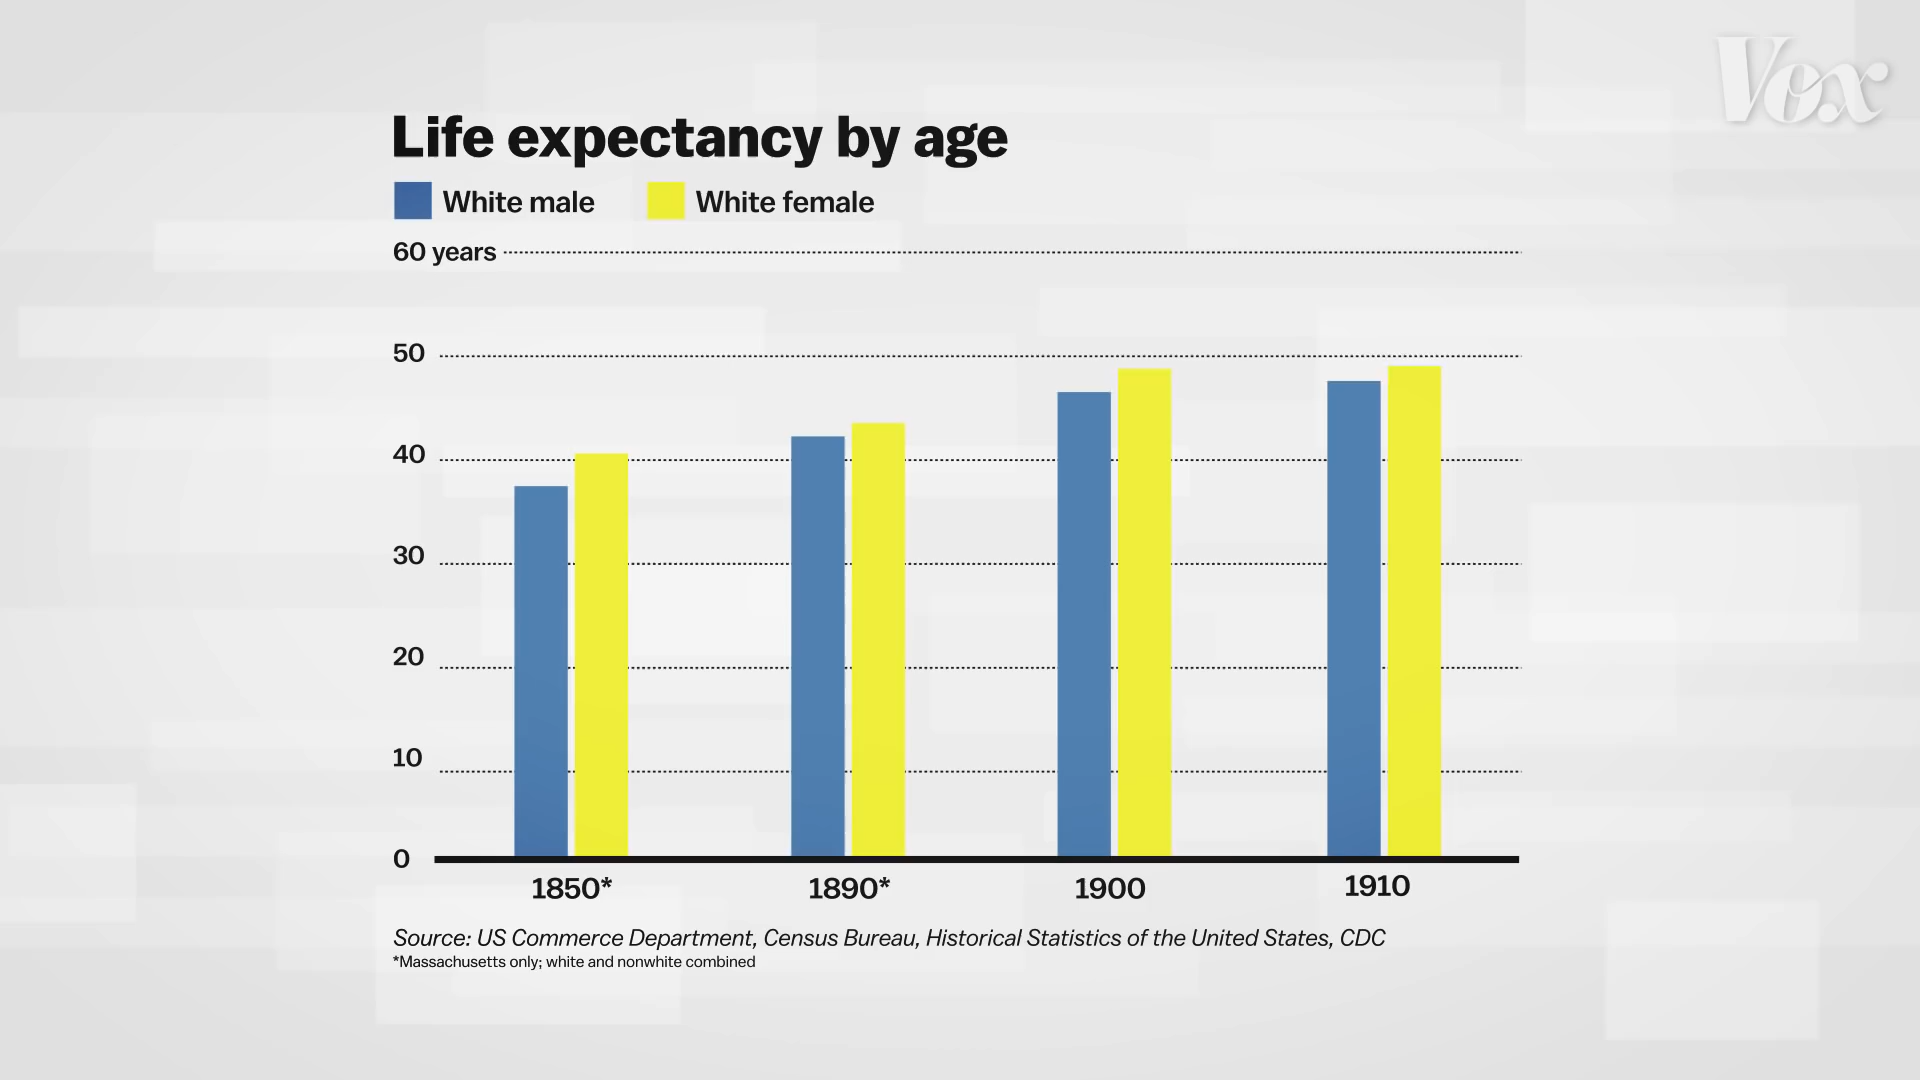 Vox
Life expectancy by age
White male White female
60 years
50
40
30
20
10
0
1850* 1890* 1900 1910
Source: US Commerce Department, Census Bureau, Historical Statistics of the United States, CDC
*Massachusetts only; white and nonwhite combined